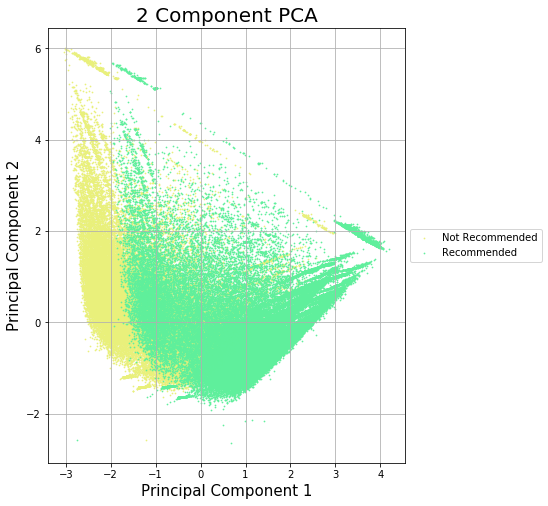 2 Component PCA
Principal Component 2
6
4
2
0
−2
−3
−2
−1
0
1
2
3
4
Principal Component 1
Not Recommended
Recommended